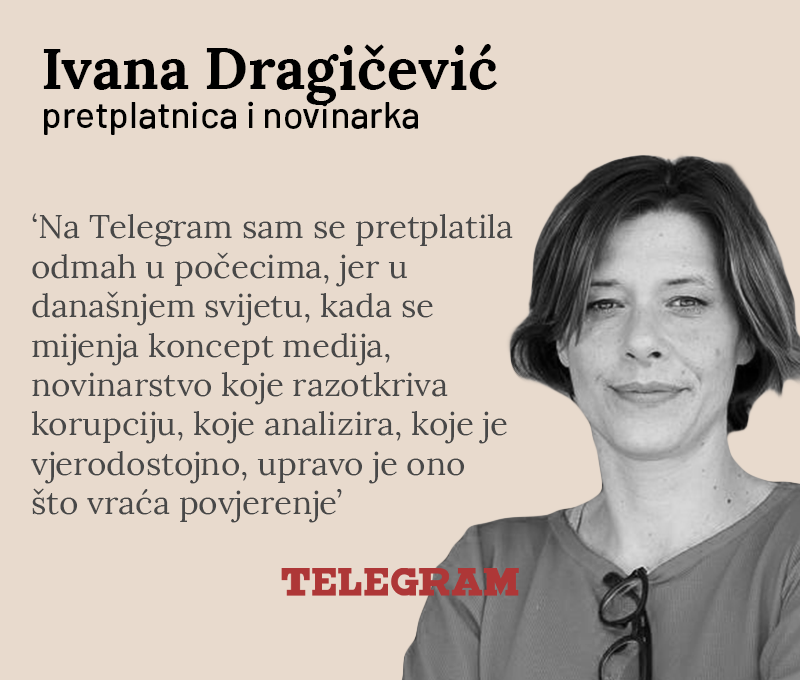 Ivana Dragičević
pretplatnica i novinarka
‘Na Telegram sam se pretplatila
odmah u počecima, jer u
današnjem svijetu, kada se
mijenja koncept medija,
novinarstvo koje razotkriva
korupciju, koje analizira, koje je
vjerodostojno, upravo je ono
što vraća povjerenje’
TELEGRAM